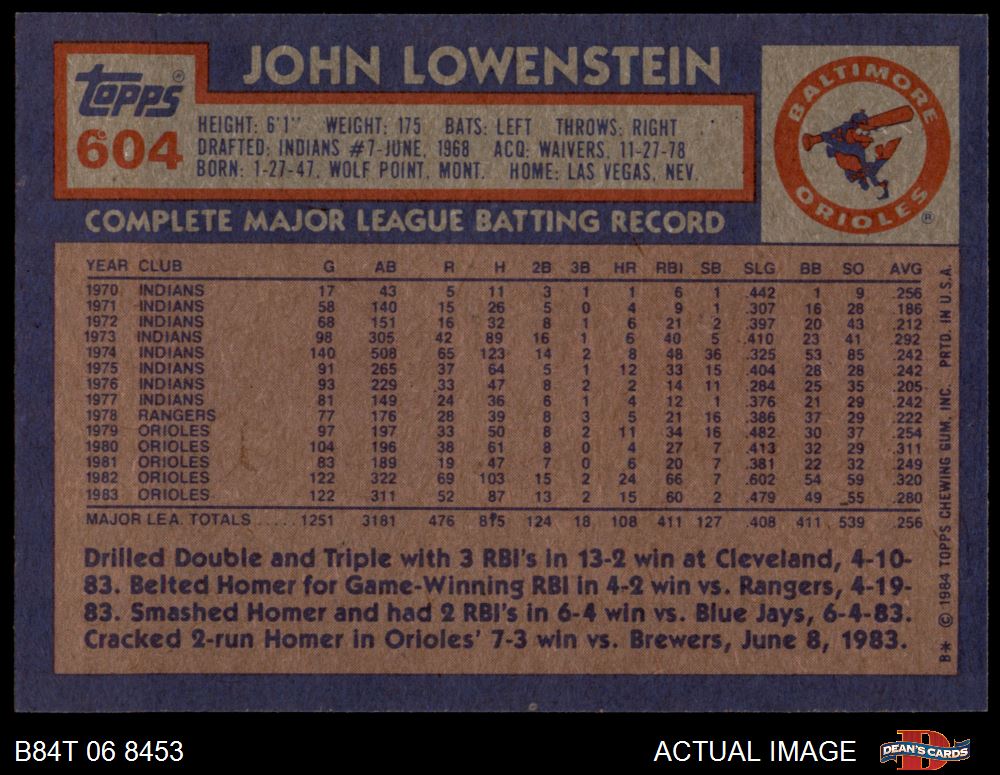 topps®
604
JOHN LOWENSTEIN
HEIGHT: 6'1" WEIGHT: 175 BATS: LEFT THROWS: RIGHT
DRAFTED: INDIANS #7-JUNE, 1968 ACQ: WAIVERS, 11-27-78
BORN: 1-27-47, WOLF POINT, MONT. HOME: LAS VEGAS, NEV.
BALTIMORE
ORIOLES ®
COMPLETE MAJOR LEAGUE BATTING RECORD
YEAR CLUB G AB R H 2B 3B HR RBI SB SLG BB SO AVG
1970 INDIANS 17 43 5 11 3 1 1 6 1 .442 1 9 .256
1971 INDIANS 58 140 15 26 5 0 4 9 1 .307 16 28 .186
1972 INDIANS 68 151 16 32 8 1 6 21 2 .397 20 43 .212
1973 INDIANS 98 305 42 89 16 1 6 40 5 .410 23 41 .292
1974 INDIANS 140 508 65 123 14 2 8 48 36 .325 53 85 .242
1975 INDIANS 91 265 37 64 5 1 12 33 15 .404 28 28 .242
1976 INDIANS 93 229 33 47 8 2 2 14 11 .284 25 35 .205
1977 INDIANS 81 149 24 36 6 1 4 12 1 .376 21 29 .242
1978 RANGERS 77 176 28 39 8 3 5 21 16 .386 37 29 .222
1979 ORIOLES 97 197 33 50 8 2 11 34 16 .482 30 37 .254
1980 ORIOLES 104 196 38 61 8 0 4 27 7 .413 32 29 .311
1981 ORIOLES 83 189 19 47 7 0 6 20 7 .381 22 32 .249
1982 ORIOLES 122 322 69 103 15 2 24 66 7 .602 54 59 .320
1983 ORIOLES 122 311 52 87 13 2 15 60 2 .479 49 55 .280
MAJOR LEA. TOTALS ..... 1251 3181 476 815 124 18 108 411 127 .408 411 539 .256
Drilled Double and Triple with 3 RBI's in 13-2 win at Cleveland, 4-10-
83. Belted Homer for Game-Winning RBI in 4-2 win vs. Rangers, 4-19-
83. Smashed Homer and had 2 RBI's in 6-4 win vs. Blue Jays, 6-4-83.
Cracked 2-run Homer in Orioles' 7-3 win vs. Brewers, June 8, 1983.
B* © 1984 TOPPS CHEWING GUM, INC. PRTD. IN U.S.A.
B84T 06 8453
ACTUAL IMAGE
DEAN'S CARDS